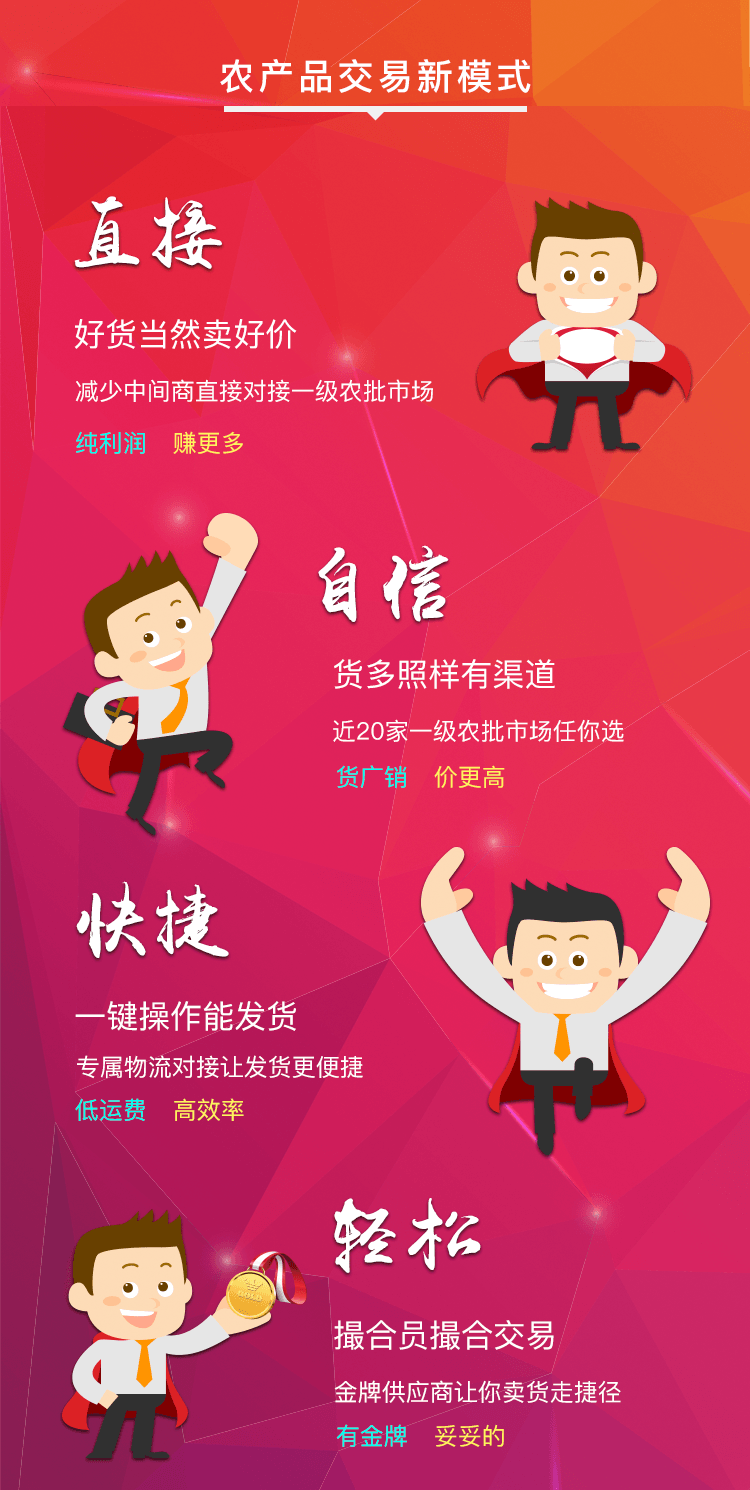 农产品交易新模式
直接
好货当然卖好价
减少中间商直接对接一级农批市场
纯利润 赚更多
自信
货多照样有渠道
近20家一级农批市场任你选
货广销 价更高
快捷
一键操作能发货
专属物流对接让发货更便捷
低运费 高效率
轻松
撮合员撮合交易
金牌供应商让你卖货走捷径
有金牌 妥妥的
GOLD